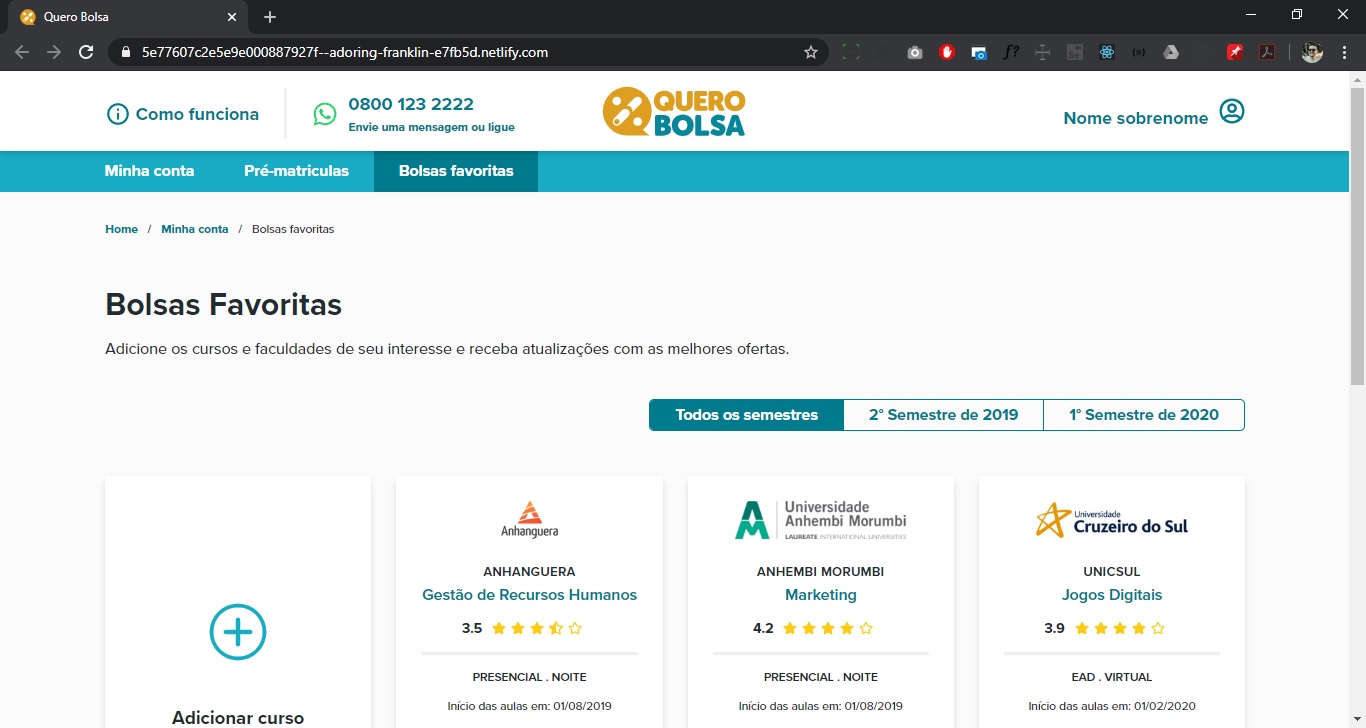 Quero Bolsa
5e77607c2e5e9e000887927f--adoring-franklin-e7fb5d.netlify.com
Como funciona
0800 123 2222
Envie uma mensagem ou ligue
QUERO
BOLSA
Nome sobrenome
Minha conta
Pré-matriculas
Bolsas favoritas
Home / Minha conta / Bolsas favoritas
Bolsas Favoritas
Adicione os cursos e faculdades de seu interesse e receba atualizações com as melhores ofertas.
Todos os semestres
2° Semestre de 2019
1° Semestre de 2020
Adicionar curso
Anhanguera
ANHANGUERA
Gestão de Recursos Humanos
3.5
PRESENCIAL . NOITE
Início das aulas em: 01/08/2019
Universidade
Anhembi Morumbi
LAUREATE INTERNATIONAL UNIVERSITIES
ANHEMBI MORUMBI
Marketing
4.2
PRESENCIAL . NOITE
Início das aulas em: 01/08/2019
Universidade
Cruzeiro do Sul
UNICSUL
Jogos Digitais
3.9
EAD . VIRTUAL
Início das aulas em: 01/02/2020